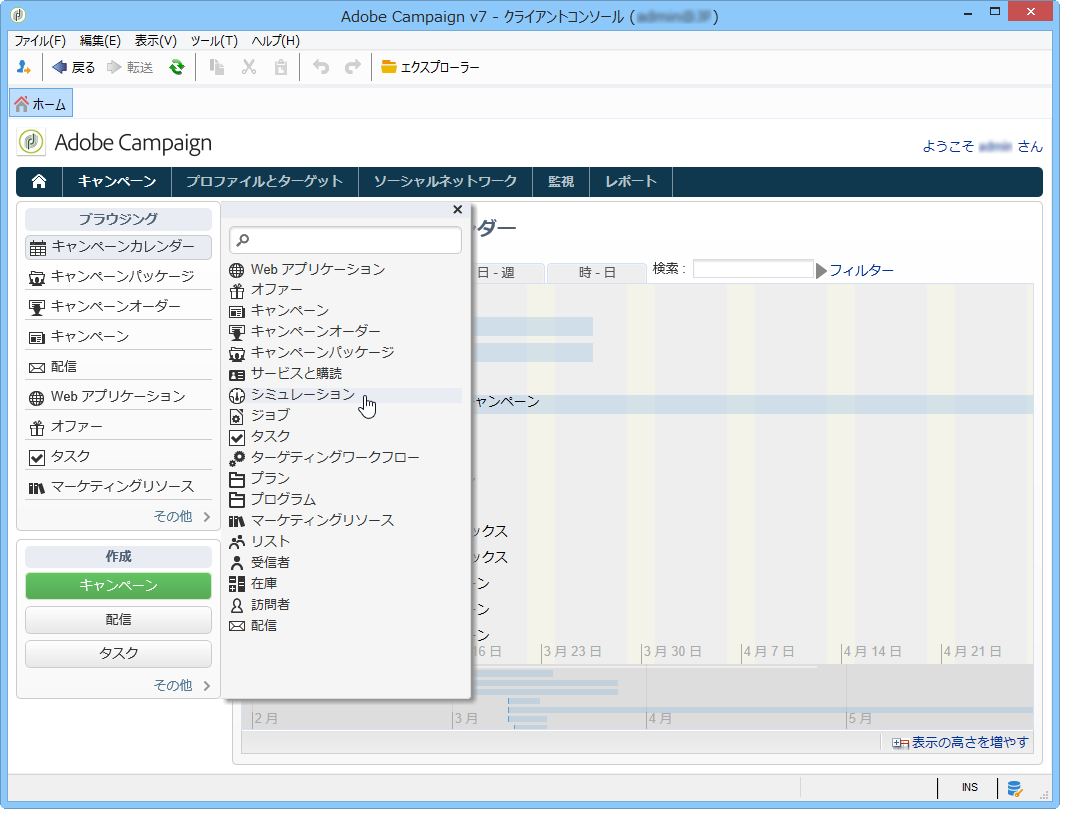 Adobe Campaign v7 - クライアントコンソール (
)
ファイル(F) 編集(E) 表示(V) ツール(T) ヘルプ(H)
戻る 転送 エクスプローラー
ホーム
Adobe Campaign
ようこそ さん
キャンペーン プロファイルとターゲット ソーシャルネットワーク 監視 レポート
ブラウジング
キャンペーンカレンダー
キャンペーンパッケージ
キャンペーンオーダー
キャンペーン
配信
Web アプリケーション
オファー
タスク
マーケティングリソース
その他
作成
キャンペーン
配信
タスク
その他
Web アプリケーション
オファー
キャンペーン
キャンペーンオーダー
キャンペーンパッケージ
サービスと購読
シミュレーション
ジョブ
タスク
ターゲティングワークフロー
プラン
プログラム
マーケティングリソース
リスト
受信者
在庫
訪問者
配信
ダー
日 - 週 時 - 日 検索 : フィルター
ャンペーン
ックス
ックス
ーン
ーン
ーン
16 日 3 月 23 日 3 月 30 日 4 月 7 日 4 月 14 日 4 月 21 日
2 月 3 月 4 月 5 月
表示の高さを増やす
INS